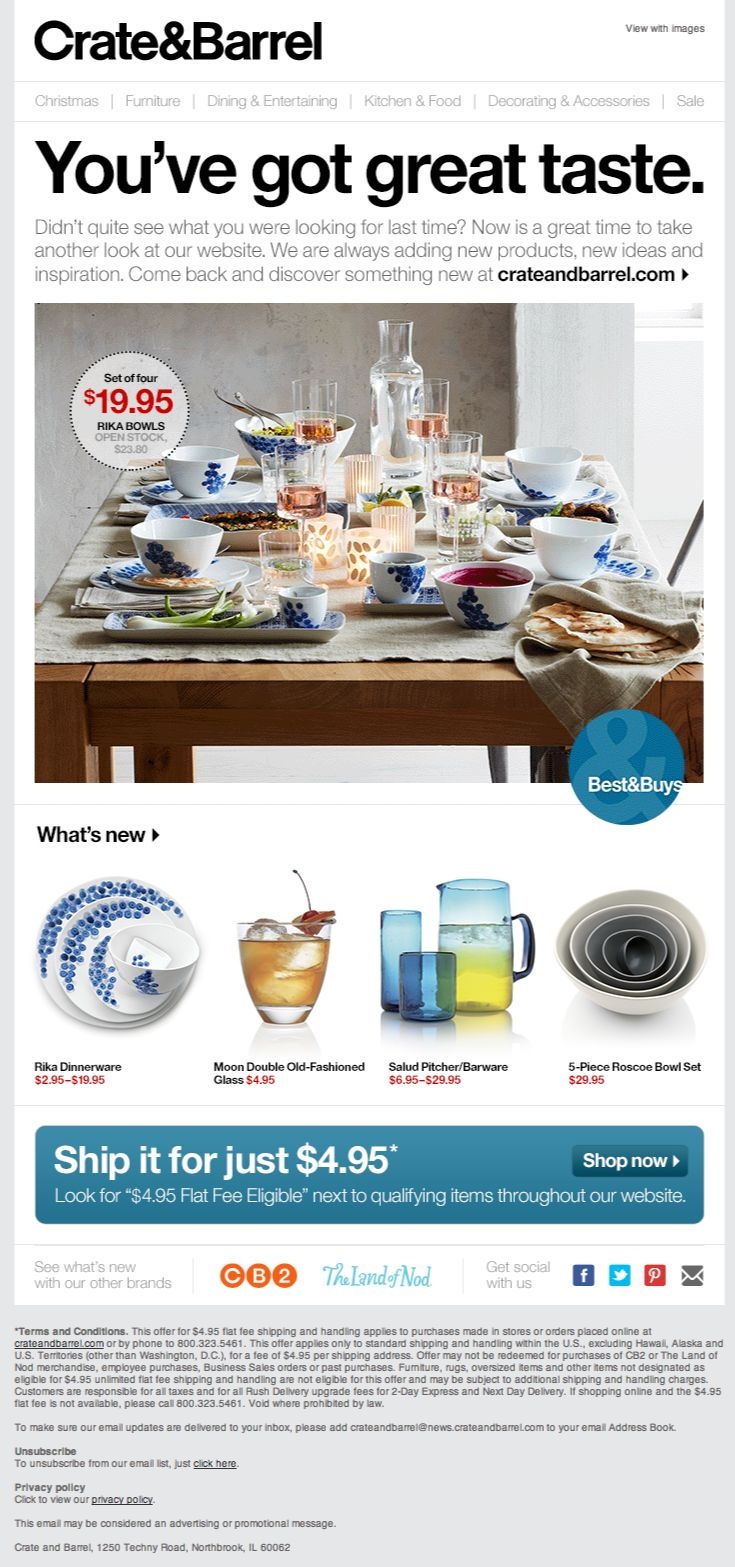 Crate&Barrel
View with images
Christmas | Furniture | Dining & Entertaining | Kitchen & Food | Decorating & Accessories | Sale
You've got great taste.
Didn't quite see what you were looking for last time? Now is a great time to take
another look at our website. We are always adding new products, new ideas and
inspiration. Come back and discover something new at crateandbarrel.com
Set of four
$19.95
RIKA BOWLS
OPEN STOCK,
$23.80
&
Best&Buys
What's new
Rika Dinnerware
$2.95–$19.95
Moon Double Old-Fashioned
Glass $4.95
Salud Pitcher/Barware
$6.95–$29.95
5-Piece Roscoe Bowl Set
$29.95
Ship it for just $4.95*
Shop now
Look for “$4.95 Flat Fee Eligible” next to qualifying items throughout our website.
See what's new
with our other brands
CB2
The Land of Nod
Get social
with us
f
*Terms and Conditions. This offer for $4.95 flat fee shipping and handling applies to purchases made in stores or orders placed online at
crateandbarrel.com or by phone to 800.323.5461. This offer applies only to standard shipping and handling within the U.S., excluding Hawaii, Alaska and
U.S. Territories (other than Washington, D.C.), for a fee of $4.95 per shipping address. Offer may not be redeemed for purchases of CB2 or The Land of
Nod merchandise, employee purchases, Business Sales orders or past purchases. Furniture, rugs, oversized items and other items not designated as
eligible for $4.95 unlimited flat fee shipping and handling are not eligible for this offer and may be subject to additional shipping and handling charges.
Customers are responsible for all taxes and for all Rush Delivery upgrade fees for 2-Day Express and Next Day Delivery. If shopping online and the $4.95
flat fee is not available, please call 800.323.5461. Void where prohibited by law.
To make sure our email updates are delivered to your inbox, please add crateandbarrel@news.crateandbarrel.com to your email Address Book.
Unsubscribe
To unsubscribe from our email list, just click here.
Privacy policy
Click to view our privacy policy.
This email may be considered an advertising or promotional message.
Crate and Barrel, 1250 Techny Road, Northbrook, IL 60062